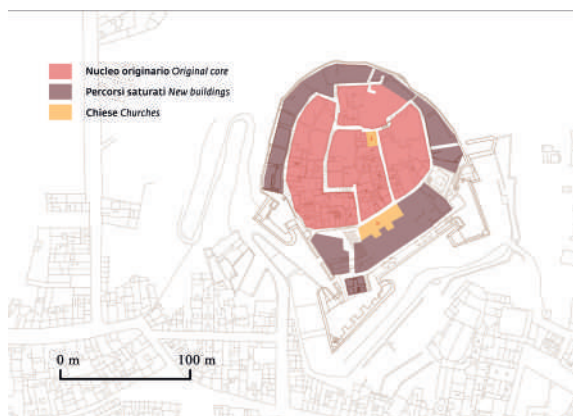 Nucleo originario Original core
Percorsi saturati New buildings
Chiese Churches
0 m 100 m